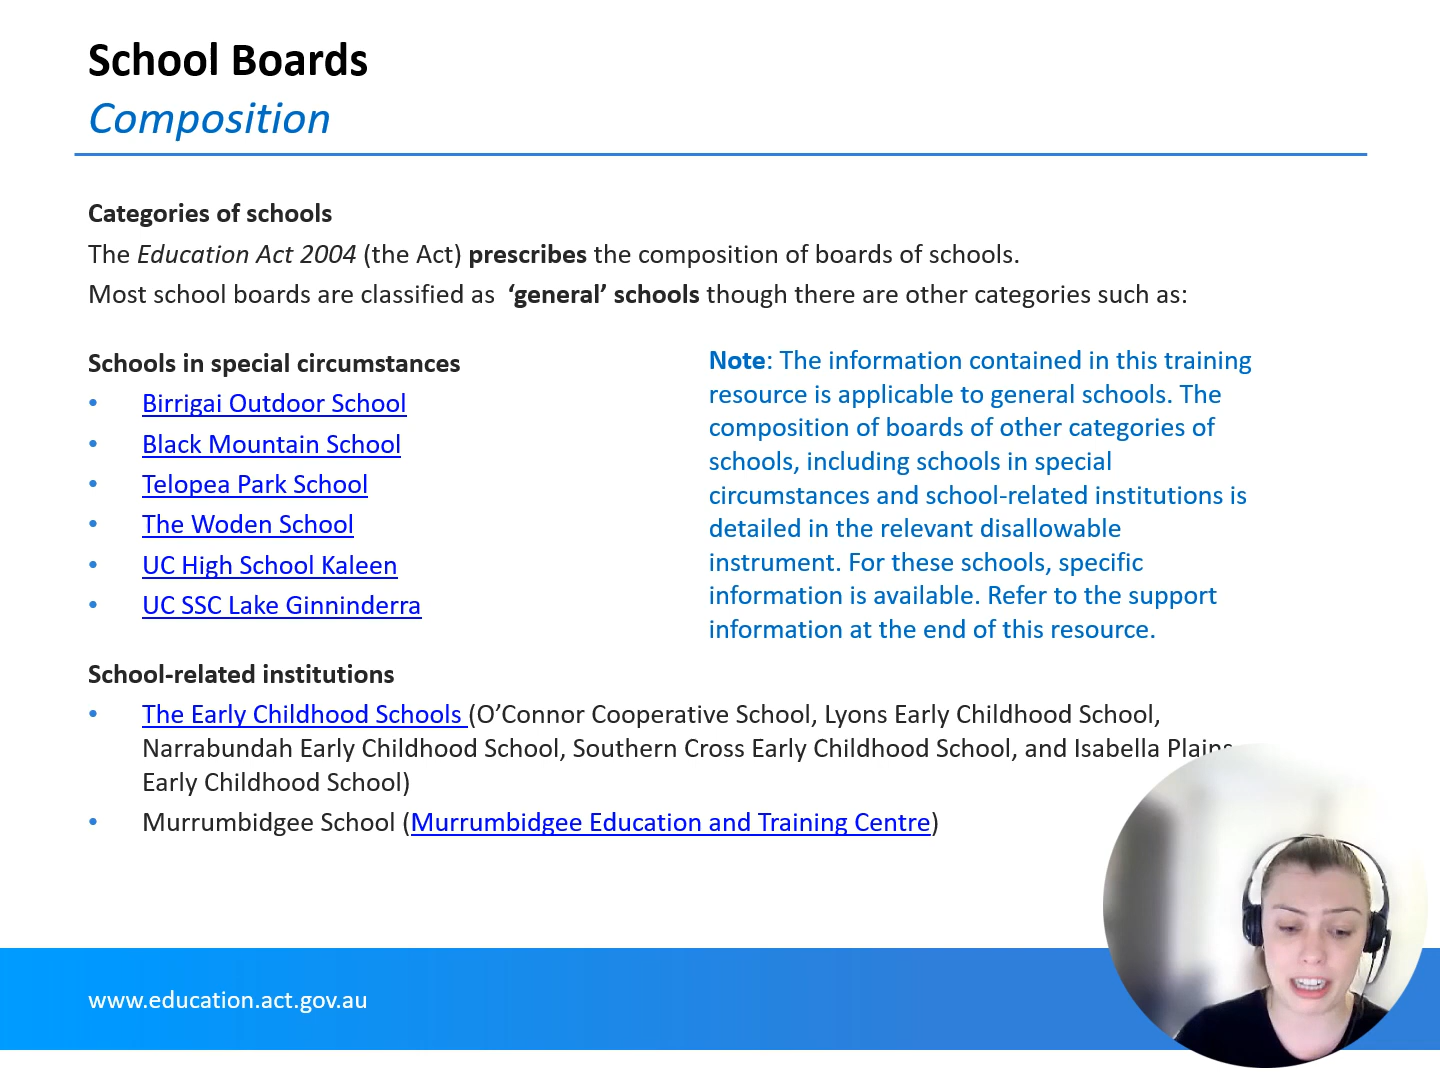 School Boards
Composition
Categories of schools
The Education Act 2004 (the Act) prescribes the composition of boards of schools.
Most school boards are classified as ‘general’ schools though there are other categories such as:
Schools in special circumstances
• Birrigai Outdoor School
• Black Mountain School
• Telopea Park School
• The Woden School
• UC High School Kaleen
• UC SSC Lake Ginninderra
Note: The information contained in this training
resource is applicable to general schools. The
composition of boards of other categories of
schools, including schools in special
circumstances and school-related institutions is
detailed in the relevant disallowable
instrument. For these schools, specific
information is available. Refer to the support
information at the end of this resource.
School-related institutions
• The Early Childhood Schools (O’Connor Cooperative School, Lyons Early Childhood School,
Narrabundah Early Childhood School, Southern Cross Early Childhood School, and Isabella Plains
Early Childhood School)
• Murrumbidgee School (Murrumbidgee Education and Training Centre)
www.education.act.gov.au